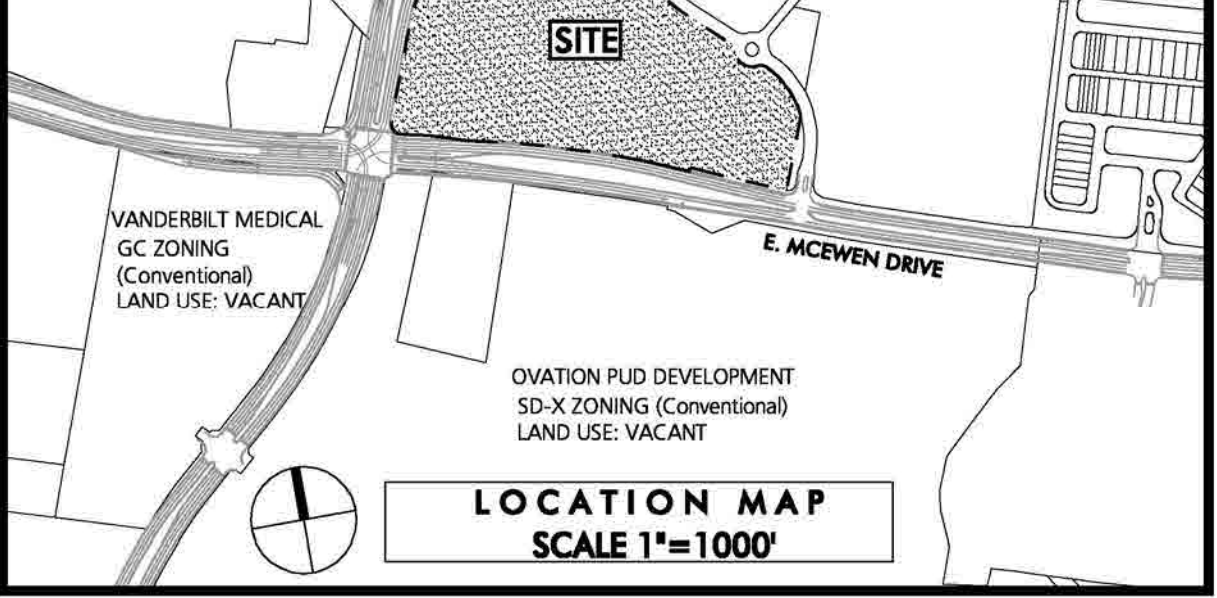 SITE
VANDERBILT MEDICAL
GC ZONING
(Conventional)
LAND USE: VACANT
E. MCEWEN DRIVE
OVATION PUD DEVELOPMENT
SD-X ZONING (Conventional)
LAND USE: VACANT
LOCATION MAP
SCALE 1"=1000'